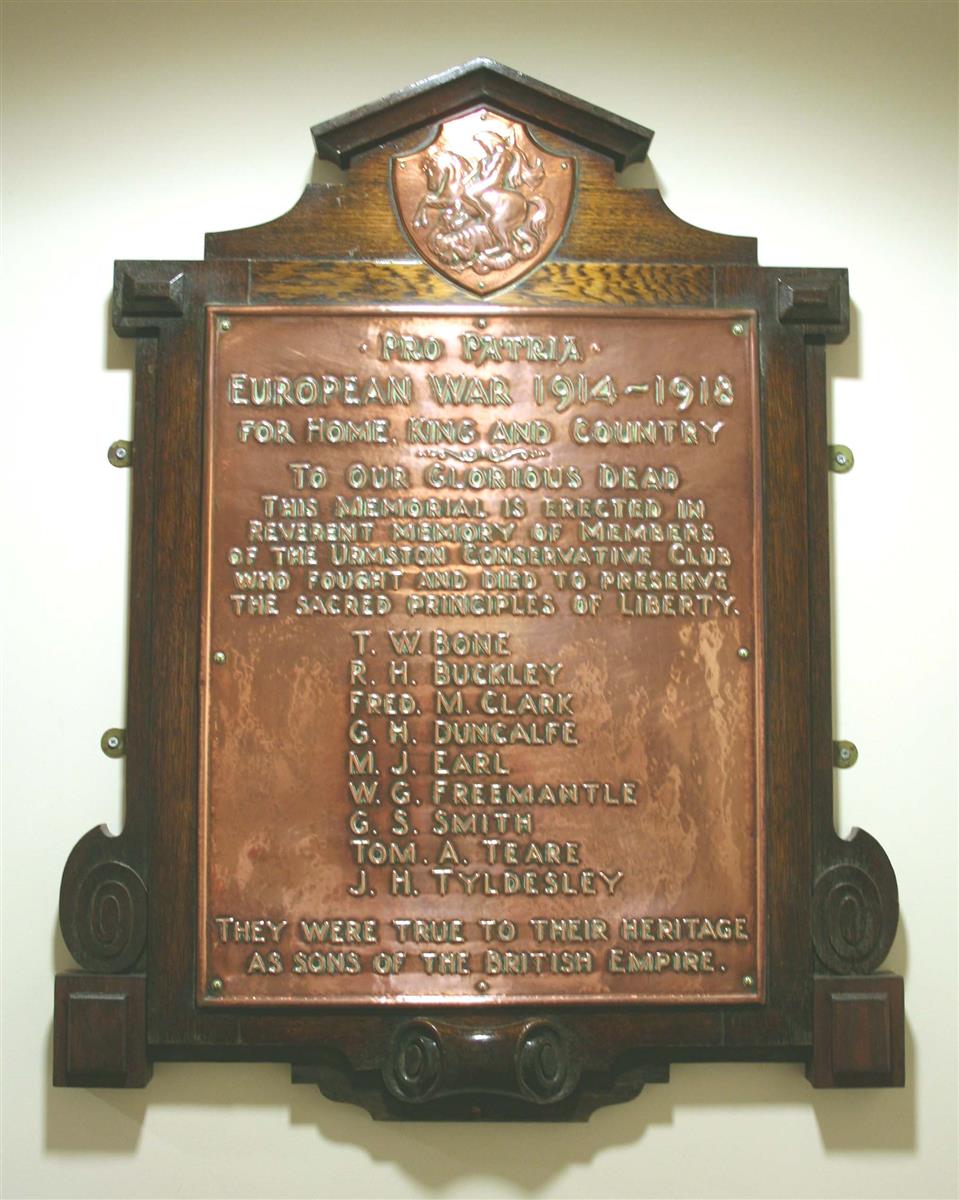 PRO PATRIA
EUROPEAN WAR 1914~1918
FOR HOME, KING AND COUNTRY
TO OUR GLORIOUS DEAD
THIS MEMORIAL IS ERECTED IN
REVERENT MEMORY OF MEMBERS
OF THE URMSTON CONSERVATIVE CLUB
WHO FOUGHT AND DIED TO PRESERVE
THE SACRED PRINCIPLES OF LIBERTY.
T. W. BONE
R. H. BUCKLEY
FRED. M. CLARK
G. H. DUNCALFE
M. J. EARL
W. G. FREEMANTLE
G. S. SMITH
TOM. A. TEARE
J. H. TYLDESLEY
THEY WERE TRUE TO THEIR HERITAGE
AS SONS OF THE BRITISH EMPIRE.